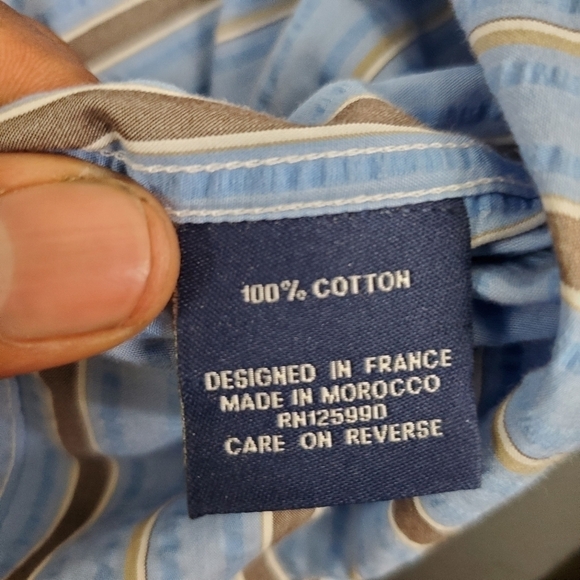 100% COTTON
DESIGNED IN FRANCE
MADE IN MOROCCO
RN125990
CARE ON REVERSE